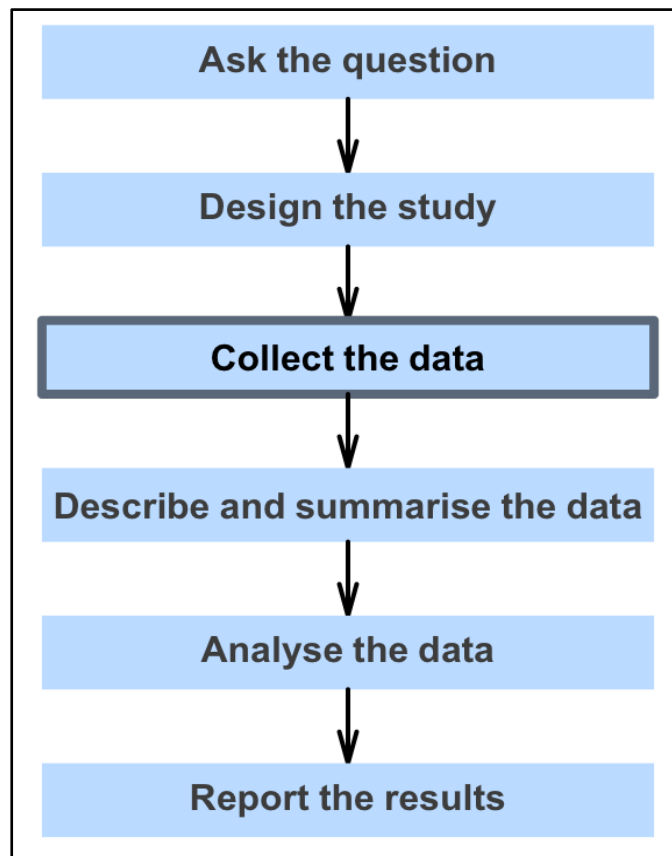 Ask the question
Design the study
Collect the data
Describe and summarise the data
Analyse the data
Report the results